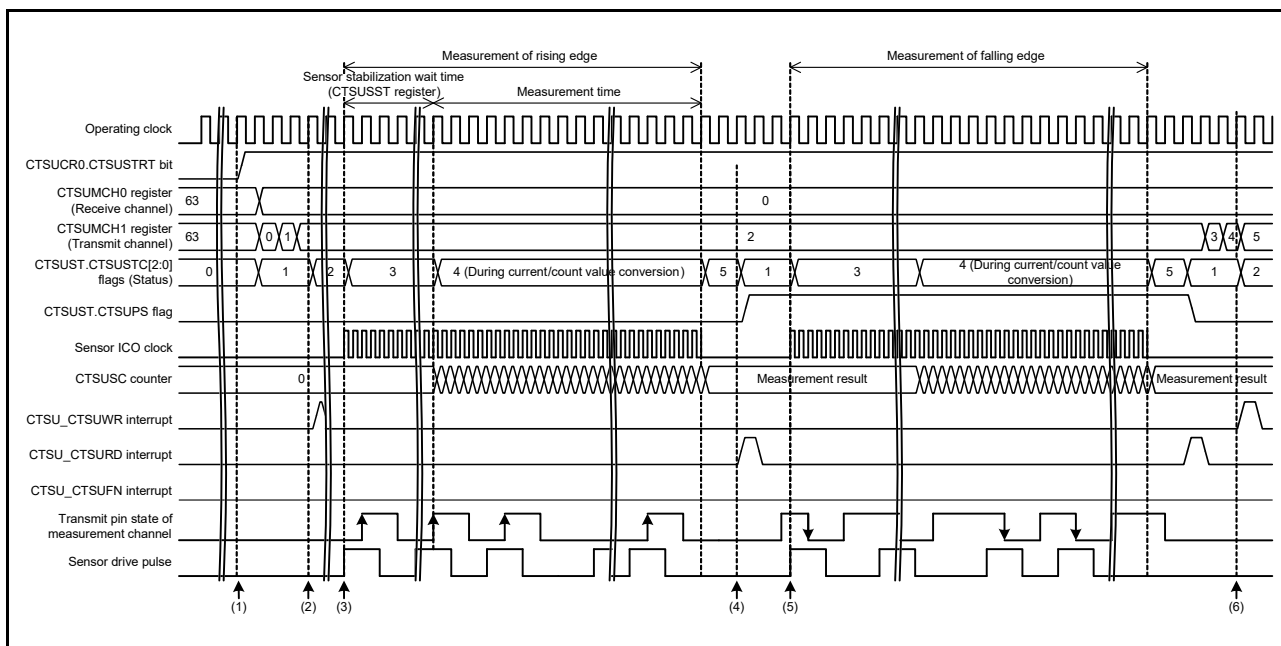 Measurement of rising edge
Measurement of falling edge
Sensor stabilization wait time
(CTSUSST register)
Measurement time
Operating clock
CTSUCR0.CTSUSTRT bit
CTSUMCH0 register
(Receive channel)
63
0
CTSUMCH1 register
(Transmit channel)
63
0
1
2
3
4
5
CTSUST.CTSUSTC[2:0]
flags (Status)
0
1
2
3
4 (During current/count value conversion)
5
1
3
4 (During current/count value
conversion)
5
1
2
CTSUST.CTSUPS flag
Sensor ICO clock
CTSUSC counter
0
Measurement result
Measurement result
CTSU_CTSUWR interrupt
CTSU_CTSURD interrupt
CTSU_CTSUFN interrupt
Transmit pin state of
measurement channel
Sensor drive pulse
(1)
(2)
(3)
(4)
(5)
(6)